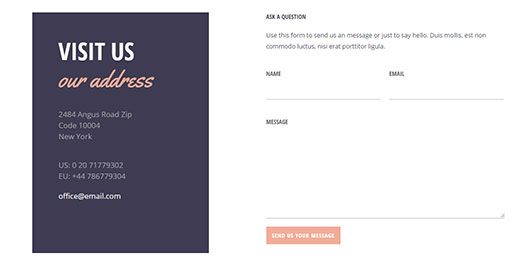 VISIT US
our address
2484 Angus Road Zip
Code 10004
New York
US: 0 20 71779302
EU: +44 786779304
office@email.com
ASK A QUESTION
Use this form to send us an message or just to say hello. Duis mollis, est non
commodo luctus, nisi erat porttitor ligula.
NAME
EMAIL
MESSAGE
SEND US YOUR MESSAGE